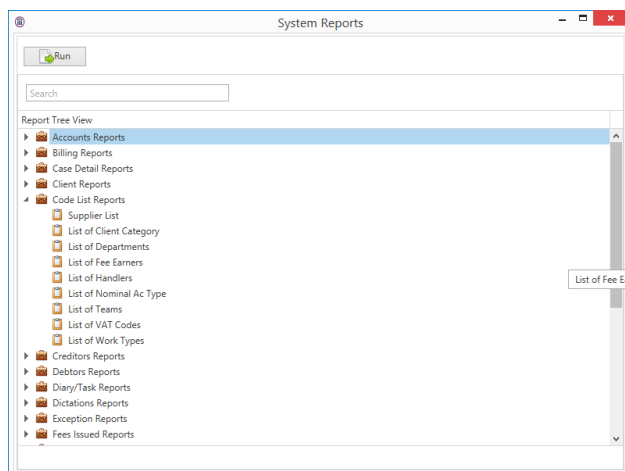 System Reports
Run
Search
Report Tree View
Accounts Reports
Billing Reports
Case Detail Reports
Client Reports
Code List Reports
Supplier List
List of Client Category
List of Departments
List of Fee Earners
List of Handlers
List of Fee E
List of Nominal Ac Type
List of Teams
List of VAT Codes
List of Work Types
Creditors Reports
Debtors Reports
Diary/Task Reports
Dictations Reports
Exception Reports
Fees Issued Reports